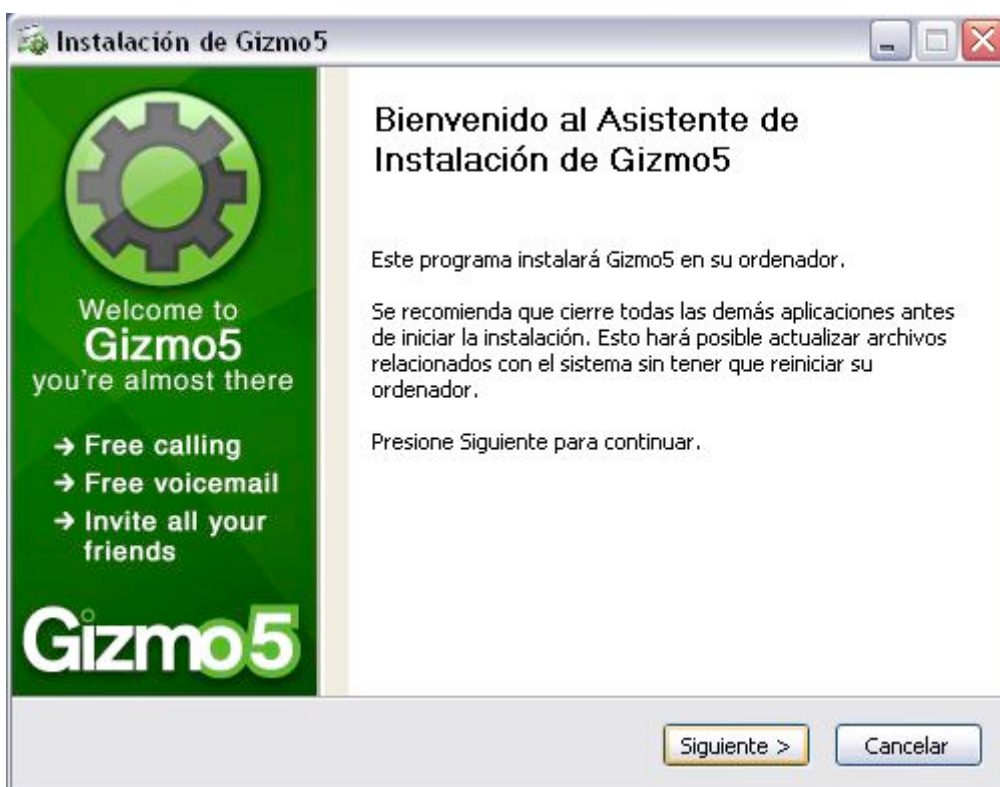 Instalación de Gizmo5
Welcome to
Gizmo5
you're almost there
→ Free calling
→ Free voicemail
→ Invite all your
friends
Gizmo5
Bienvenido al Asistente de
Instalación de Gizmo5
Este programa instalará Gizmo5 en su ordenador.
Se recomienda que cierre todas las demás aplicaciones antes
de iniciar la instalación. Esto hará posible actualizar archivos
relacionados con el sistema sin tener que reiniciar su
ordenador.
Presione Siguiente para continuar.
Siguiente >
Cancelar